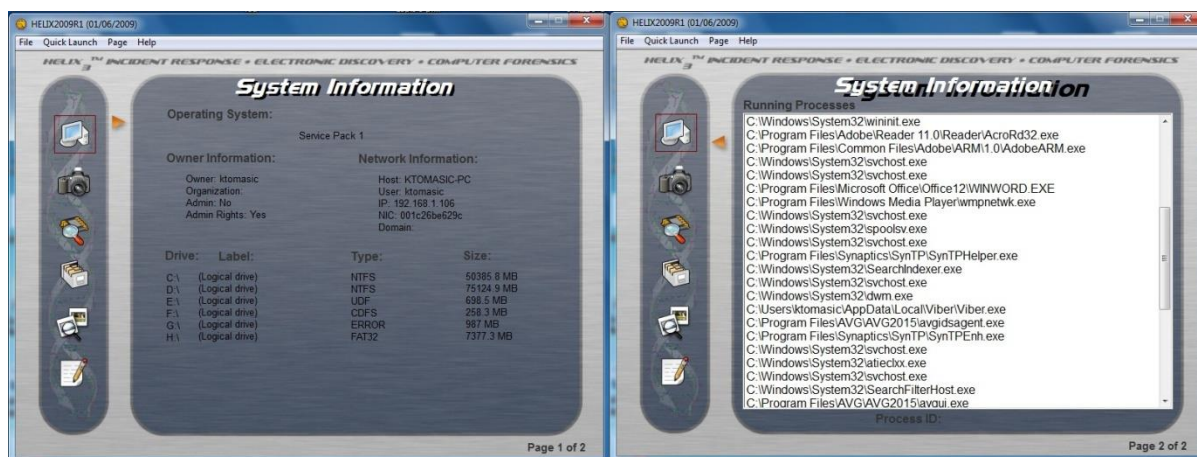 HELIX2009R1 (01/06/2009)
File Quick Launch Page Help
HELIX 3 TM INCIDENT RESPONSE • ELECTRONIC DISCOVERY • COMPUTER FORENSICS
System Information
Operating System:
Service Pack 1
Owner Information:
Owner: ktomasic
Organization:
Admin: No
Admin Rights: Yes
Network Information:
Host: KTOMASIC-PC
User: ktomasic
IP: 192.168.1.106
NIC: 001c26be629c
Domain:
Drive: Label: Type: Size:
C:\ (Logical drive) NTFS 50385.8 MB
D:\ (Logical drive) NTFS 75124.9 MB
E:\ (Logical drive) UDF 698.5 MB
F:\ (Logical drive) CDFS 258.3 MB
G:\ (Logical drive) ERROR 987 MB
H:\ (Logical drive) FAT32 7377.3 MB
Page 1 of 2
HELIX2009R1 (01/06/2009)
File Quick Launch Page Help
HELIX 3 TM INCIDENT RESPONSE • ELECTRONIC DISCOVERY • COMPUTER FORENSICS
System Information
Running Processes
C:\Windows\System32\wininit.exe
C:\Program Files\Adobe\Reader 11.0\Reader\AcroRd32.exe
C:\Program Files\Common Files\Adobe\ARM\1.0\AdobeARM.exe
C:\Windows\System32\svchost.exe
C:\Windows\System32\svchost.exe
C:\Program Files\Microsoft Office\Office12\WINWORD.EXE
C:\Program Files\Windows Media Player\wmpnetwk.exe
C:\Windows\System32\svchost.exe
C:\Windows\System32\spoolsv.exe
C:\Windows\System32\svchost.exe
C:\Program Files\Synaptics\SynTP\SynTPHelper.exe
C:\Windows\System32\SearchIndexer.exe
C:\Windows\System32\svchost.exe
C:\Windows\System32\dwm.exe
C:\Users\ktomasic\AppData\Local\Viber\Viber.exe
C:\Program Files\AVG\AVG2015\avgidsagent.exe
C:\Program Files\Synaptics\SynTP\SynTPEnh.exe
C:\Windows\System32\svchost.exe
C:\Windows\System32\atieclxx.exe
C:\Windows\System32\svchost.exe
C:\Windows\System32\SearchFilterHost.exe
C:\Program Files\AVG\AVG2015\avgui.exe
Process ID:
Page 2 of 2